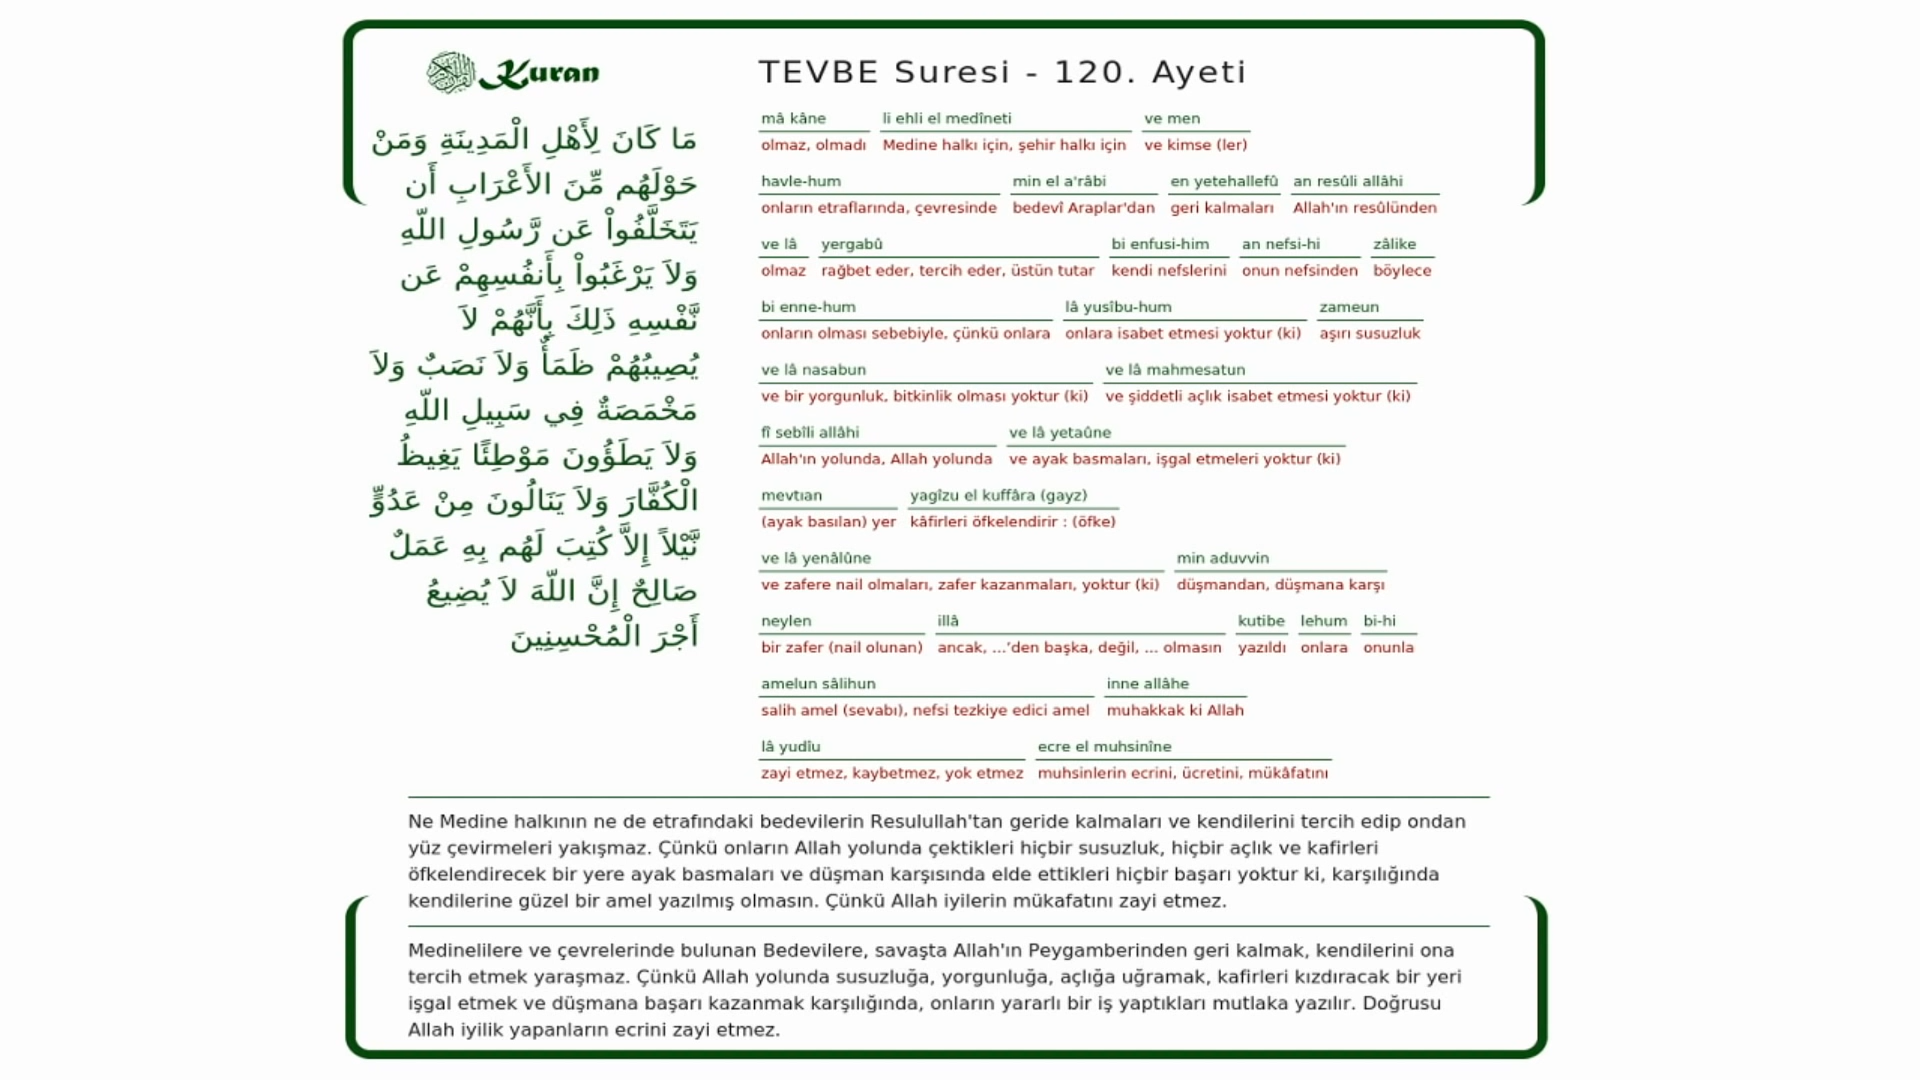 Kuran
TEVBE Suresi - 120. Ayeti
مَا كَانَ لِأَهْلِ الْمَدِينَةِ وَمَنْ
حَوْلَهُم مِّنَ الأَعْرَابِ أَن
يَتَخَلَّفُواْ عَن رَّسُولِ اللّهِ
وَلاَ يَرْغَبُواْ بِأَنفُسِهِمْ عَن
نَّفْسِهِ ذَلِكَ بِأَنَّهُمْ لاَ
يُصِيبُهُمْ ظَمَأٌ وَلاَ نَصَبٌ وَلاَ
مَخْمَصَةٌ فِي سَبِيلِ اللّهِ
وَلاَ يَطَؤُونَ مَوْطِئًا يَغِيظُ
الْكُفَّارَ وَلاَ يَنَالُونَ مِنْ عَدُوٍّ
نَّيْلاً إِلاَّ كُتِبَ لَهُم بِهِ عَمَلٌ
صَالِحٌ إِنَّ اللّهَ لاَ يُضِيعُ
أَجْرَ الْمُحْسِنِينَ
mâ kâne li ehli el medîneti ve men
olmaz, olmadı Medine halkı için, şehir halkı için ve kimse (ler)
havle-hum min el a'râbi en yetehallefû an resûli allâhi
onların etraflarında, çevresinde bedevî Araplar'dan geri kalmaları Allah'ın resûlünden
ve lâ yergabû bi enfusi-him an nefsi-hi zâlike
olmaz rağbet eder, tercih eder, üstün tutar kendi nefslerini onun nefsinden böylece
bi enne-hum lâ yusîbu-hum zameun
onların olması sebebiyle, çünkü onlara onlara isabet etmesi yoktur (ki) aşırı susuzluk
ve lâ nasabun ve lâ mahmesatun
ve bir yorgunluk, bitkinlik olması yoktur (ki) ve şiddetli açlık isabet etmesi yoktur (ki)
fî sebîli allâhi ve lâ yetaûne
Allah'ın yolunda, Allah yolunda ve ayak basmaları, işgal etmeleri yoktur (ki)
mevtıan yagîzu el kuffâra (gayz)
(ayak basılan) yer kâfirleri öfkelendirir : (öfke)
ve lâ yenâlûne min aduvvin
ve zafere nail olmaları, zafer kazanmaları, yoktur (ki) düşmandan, düşmana karşı
neylen illâ kutibe lehum bi-hi
bir zafer (nail olunan) ancak, ...'den başka, değil, ... olmasın yazıldı onlara onunla
amelun sâlihun inne allâhe
salih amel (sevabı), nefsi tezkiye edici amel muhakkak ki Allah
lâ yudîu ecre el muhsinîne
zayi etmez, kaybetmez, yok etmez muhsinlerin ecrini, ücretini, mükâfatını
Ne Medine halkının ne de etrafındaki bedevilerin Resulullah'tan geride kalmaları ve kendilerini tercih edip ondan
yüz çevirmeleri yakışmaz. Çünkü onların Allah yolunda çektikleri hiçbir susuzluk, hiçbir açlık ve kafirleri
öfkelendirecek bir yere ayak basmaları ve düşman karşısında elde ettikleri hiçbir başarı yoktur ki, karşılığında
kendilerine güzel bir amel yazılmış olmasın. Çünkü Allah iyilerin mükafatını zayi etmez.
Medinelilere ve çevrelerinde bulunan Bedevilere, savaşta Allah'ın Peygamberinden geri kalmak, kendilerini ona
tercih etmek yaraşmaz. Çünkü Allah yolunda susuzluğa, yorgunluğa, açlığa uğramak, kafirleri kızdıracak bir yeri
işgal etmek ve düşmana başarı kazanmak karşılığında, onların yararlı bir iş yaptıkları mutlaka yazılır. Doğrusu
Allah iyilik yapanların ecrini zayi etmez.